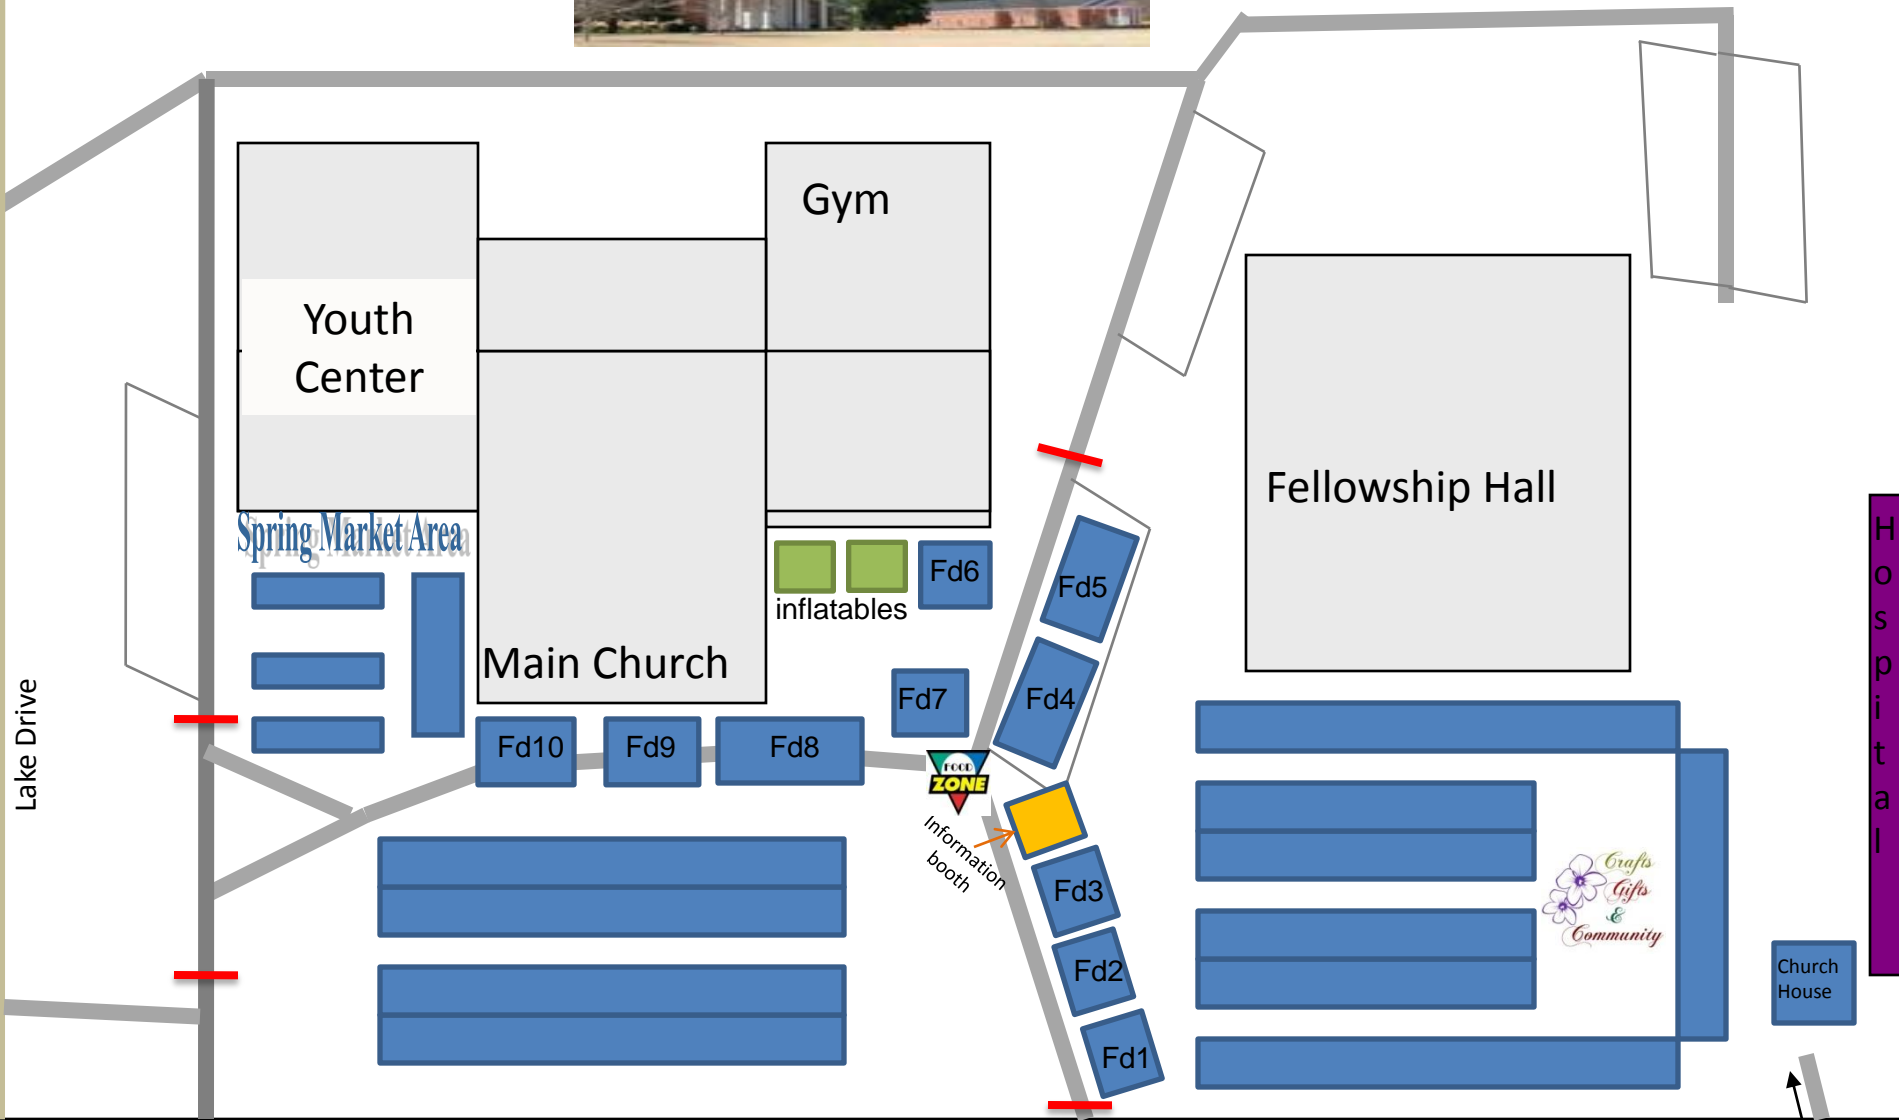 Gym
Youth
Center
Fellowship Hall
Spring Market Area
Hospital
Fd6
Fd5
inflatables
Main Church
Fd7
Fd4
Lake Drive
Fd10
Fd9
Fd8
FOOD
ZONE
Information
booth
Fd3
Crafts
Gifts
&
Community
Fd2
Church
House
Fd1